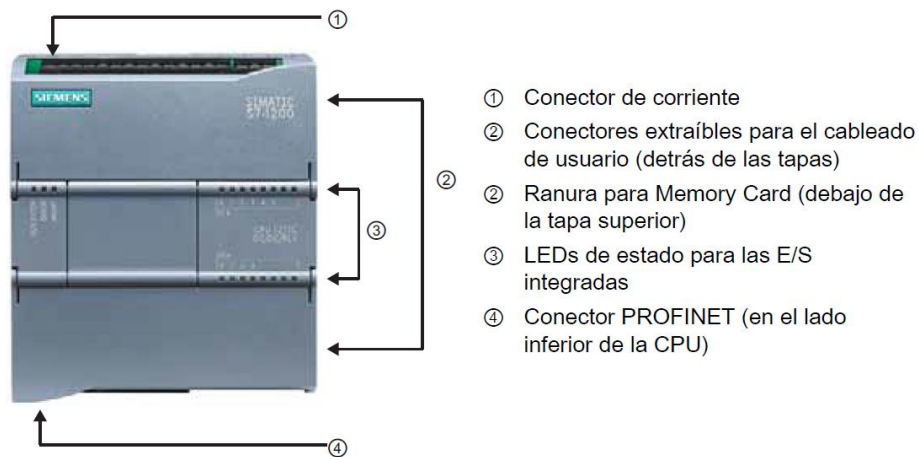 ①
SIEMENS
SIMATIC
S7-1200
②
③
④
① Conector de corriente
② Conectores extraíbles para el cableado
de usuario (detrás de las tapas)
② Ranura para Memory Card (debajo de
la tapa superior)
③ LEDs de estado para las E/S
integradas
④ Conector PROFINET (en el lado
inferior de la CPU)